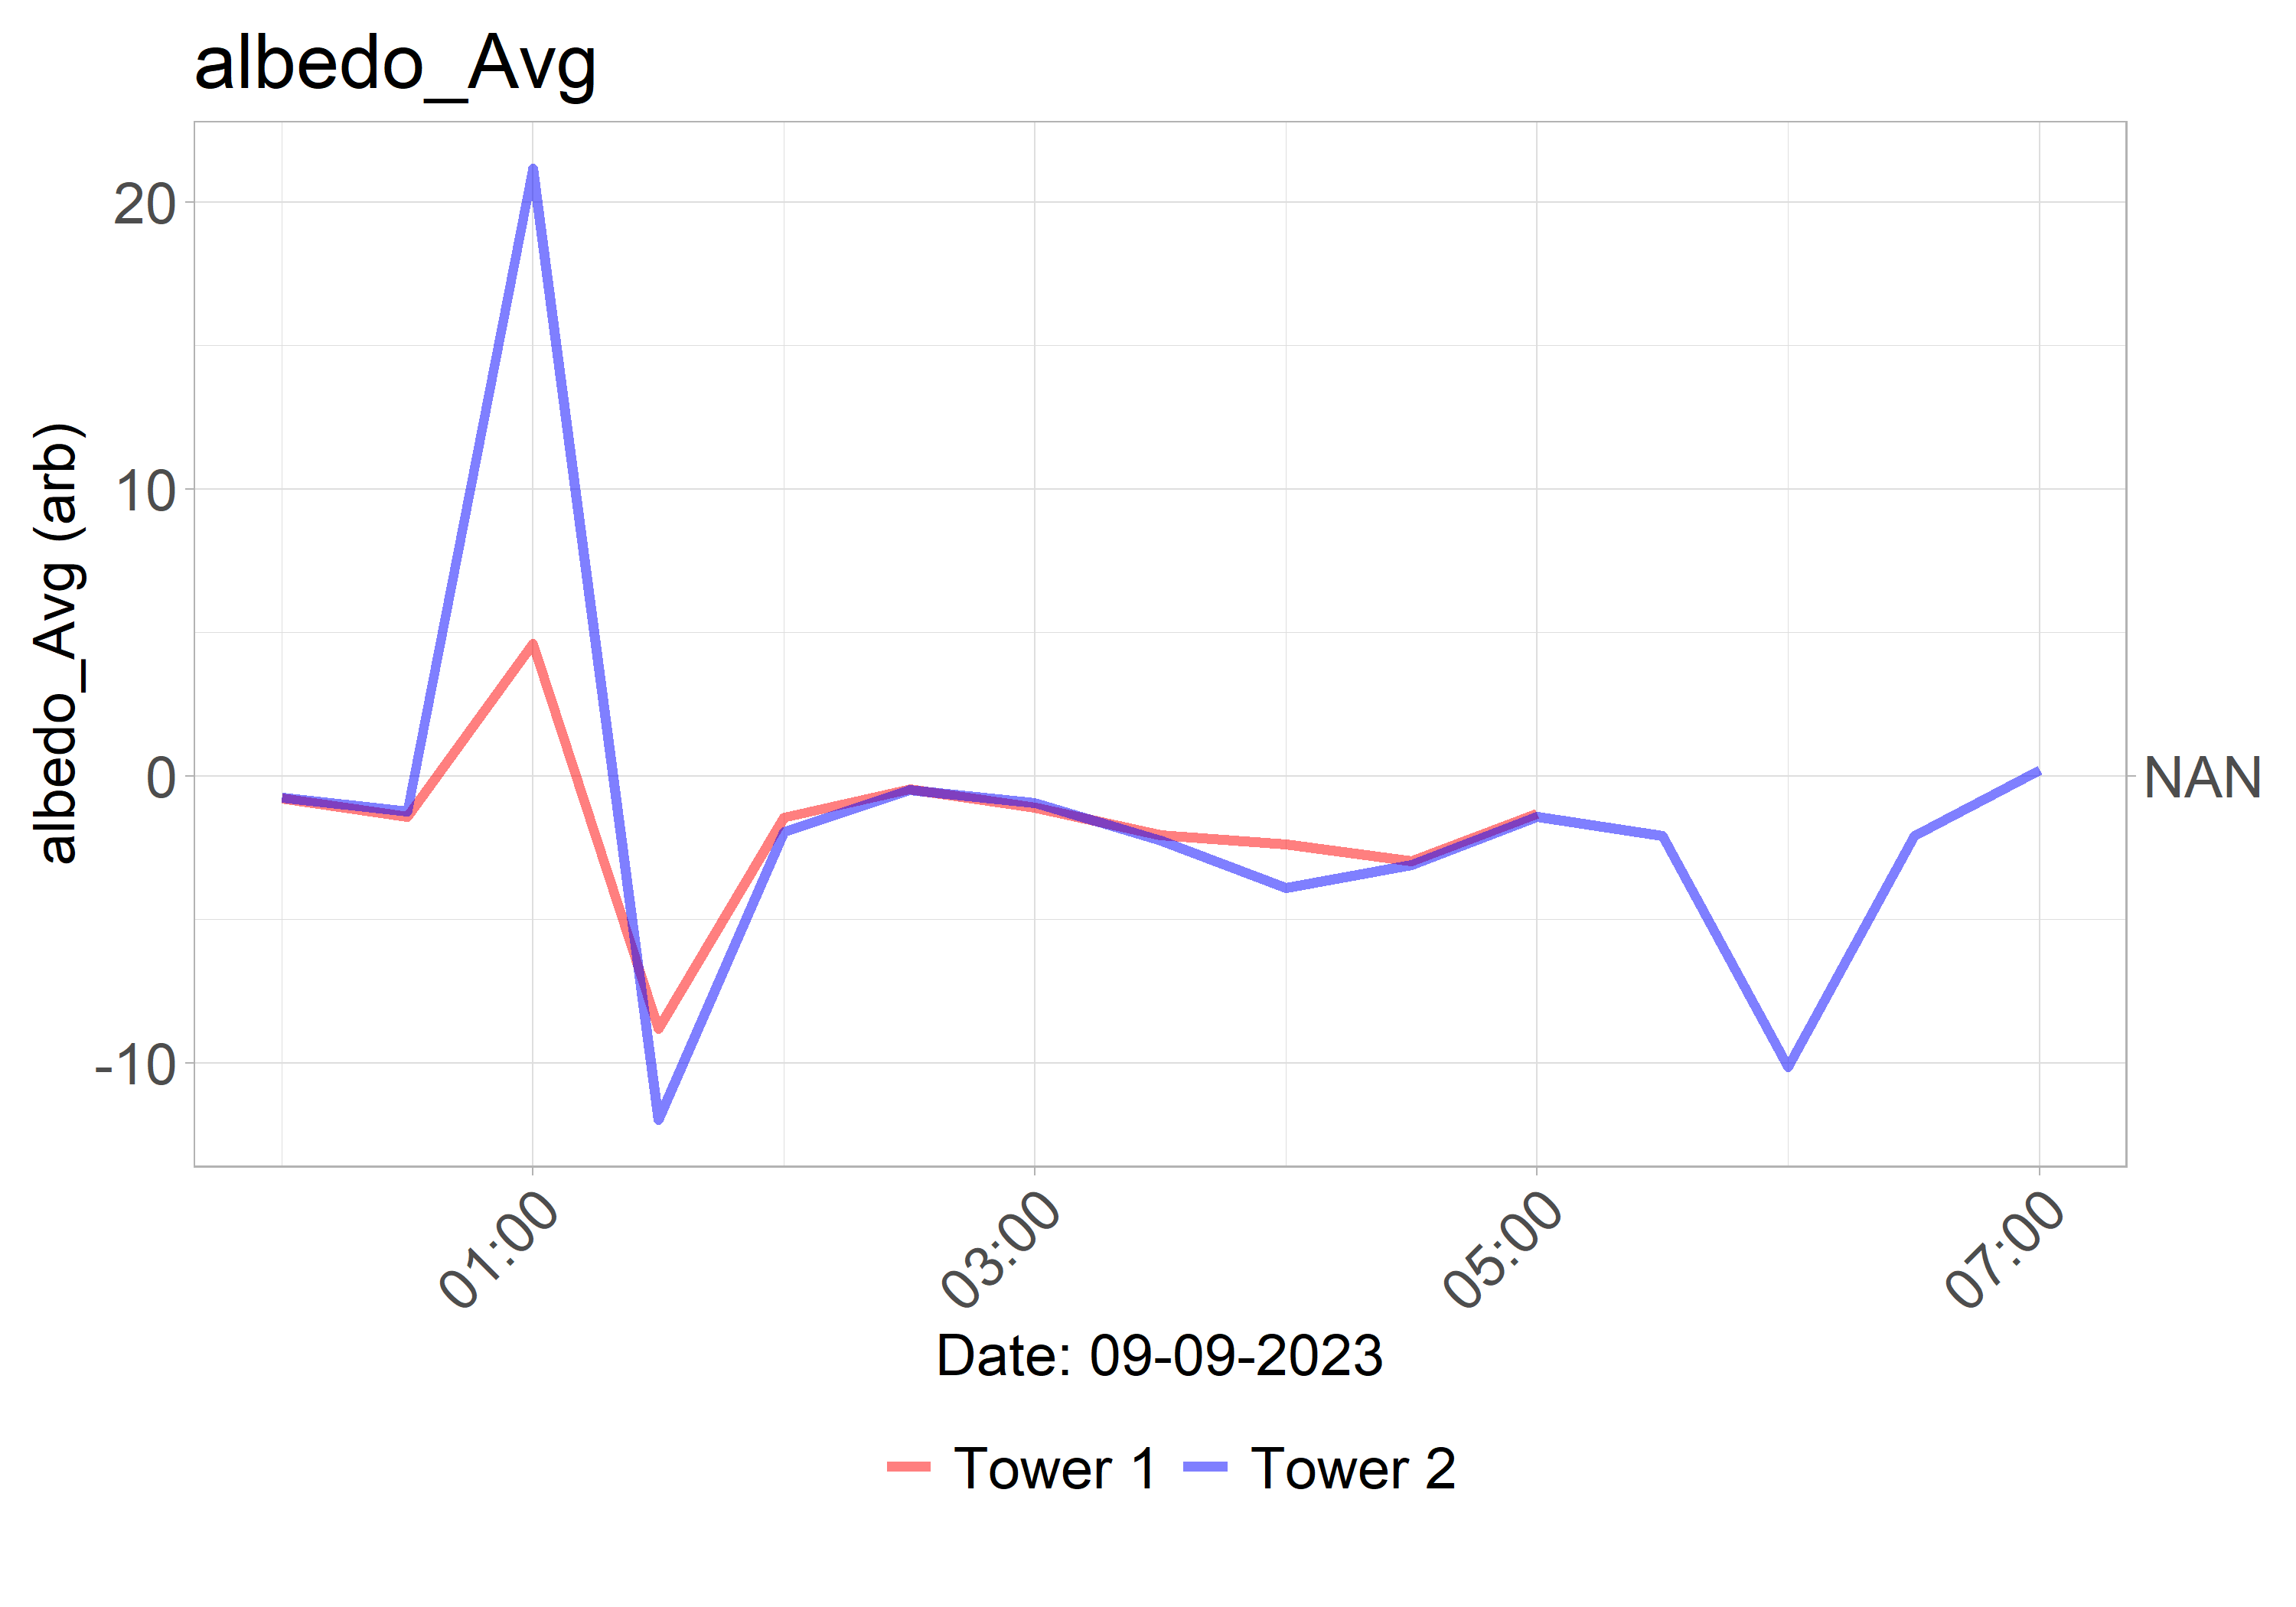 albedo_Avg
albedo_Avg (arb)
20
10
0
-10
NAN
01:00
03:00
05:00
07:00
Date: 09-09-2023
Tower 1
Tower 2